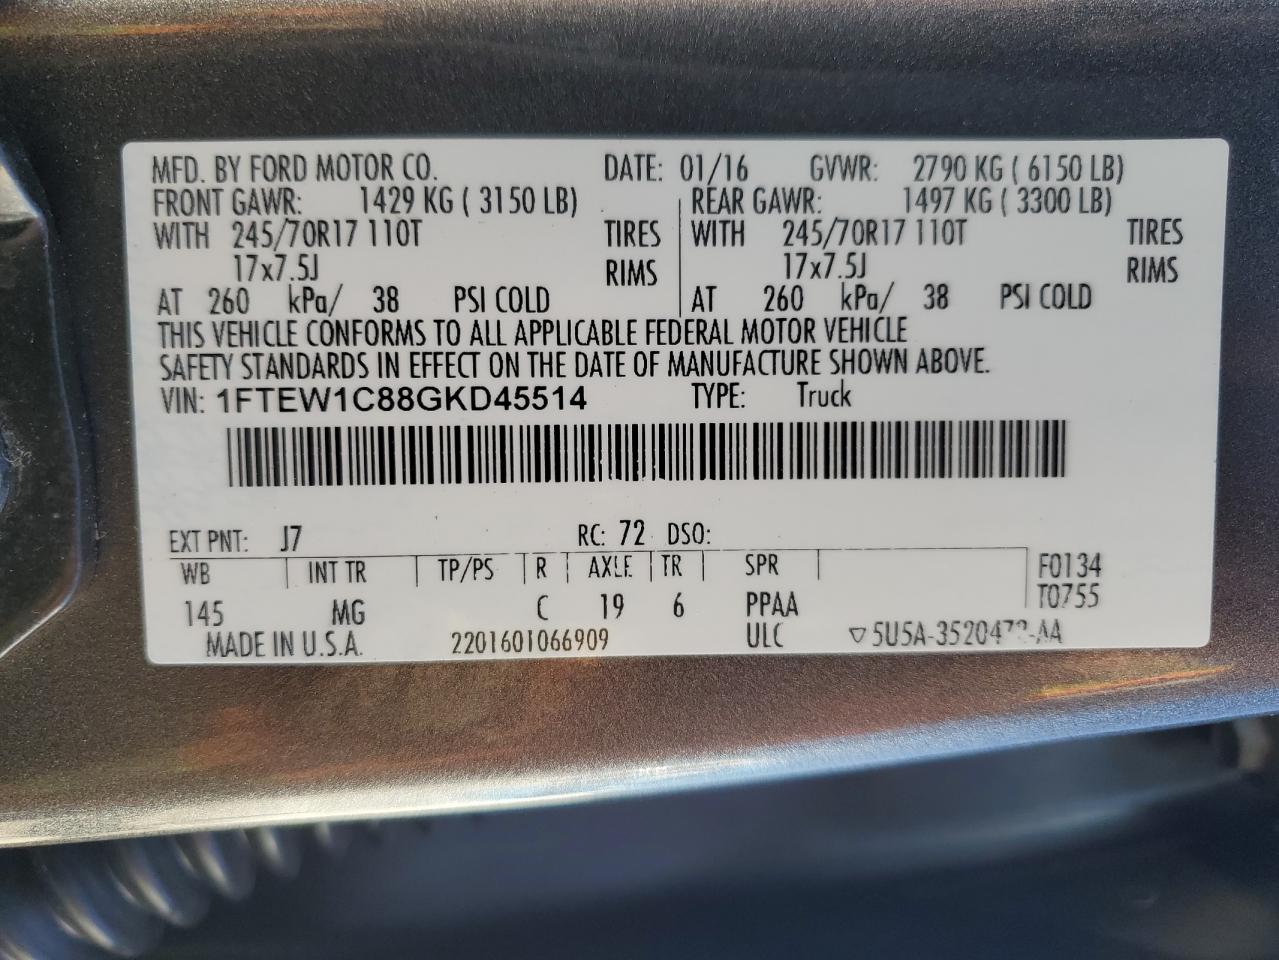 MFD. BY FORD MOTOR CO. DATE: 01/16 GVWR: 2790 KG ( 6150 LB)
FRONT GAWR: 1429 KG ( 3150 LB) REAR GAWR: 1497 KG ( 3300 LB)
WITH 245/70R17 110T TIRES WITH 245/70R17 110T TIRES
17x7.5J RIMS 17x7.5J RIMS
AT 260 kPa/ 38 PSI COLD AT 260 kPa/ 38 PSI COLD
THIS VEHICLE CONFORMS TO ALL APPLICABLE FEDERAL MOTOR VEHICLE
SAFETY STANDARDS IN EFFECT ON THE DATE OF MANUFACTURE SHOWN ABOVE.
VIN: 1FTEW1C88GKD45514 TYPE: Truck
EXT PNT: J7 RC: 72 DSO:
WB INT TR TP/PS R AXLE TR SPR F0134
145 MG C 19 6 PPAA T0755
MADE IN U.S.A. 2201601066909 ULC